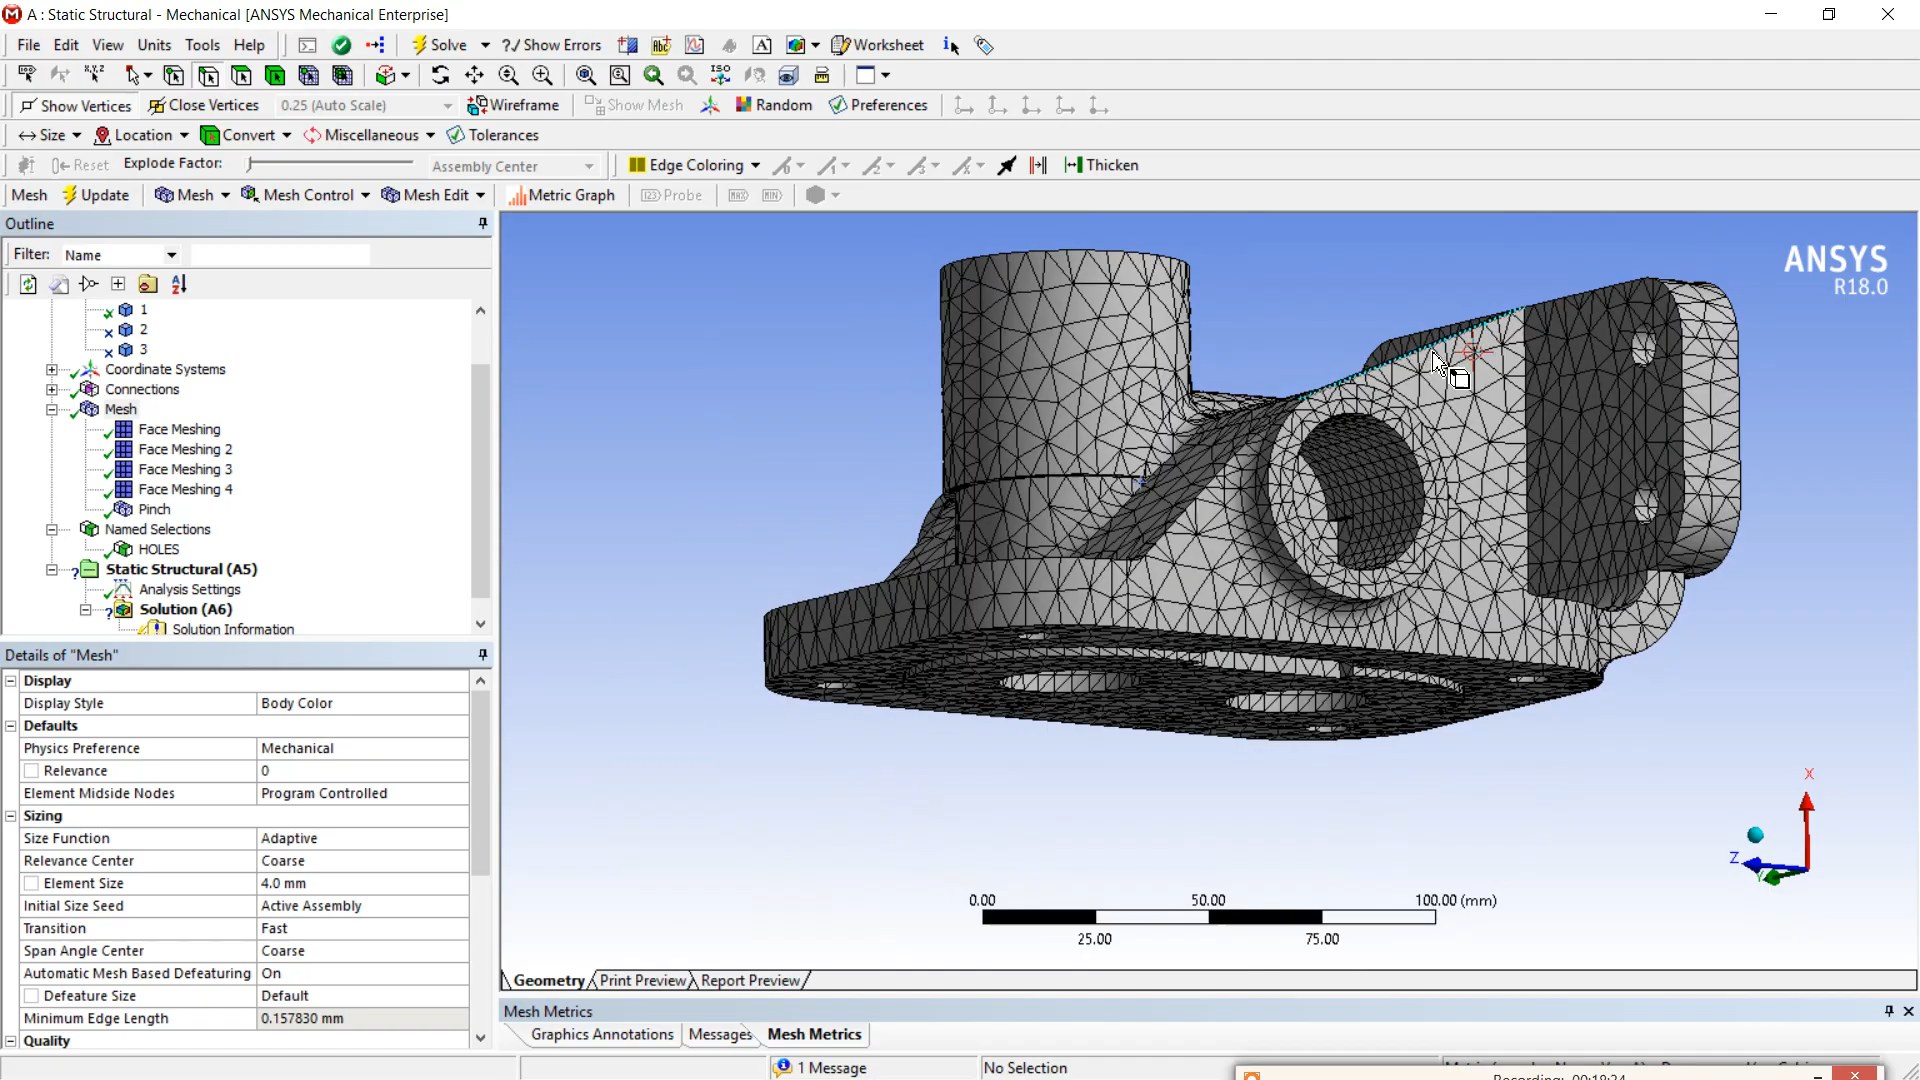 A : Static Structural - Mechanical [ANSYS Mechanical Enterprise]
File Edit View Units Tools Help Solve ?/ Show Errors Worksheet
Show Vertices Close Vertices 0.25 (Auto Scale) Wireframe Show Mesh Random Preferences
Size Location Convert Miscellaneous Tolerances
Reset Explode Factor: Assembly Center Edge Coloring Thicken
Mesh Update Mesh Mesh Control Mesh Edit Metric Graph Probe MAX MIN
Outline
Filter: Name
1
2
3
Coordinate Systems
Connections
Mesh
Face Meshing
Face Meshing 2
Face Meshing 3
Face Meshing 4
Pinch
Named Selections
HOLES
Static Structural (A5)
Analysis Settings
Solution (A6)
Solution Information
Details of "Mesh"
Display
Display Style Body Color
Defaults
Physics Preference Mechanical
Relevance 0
Element Midside Nodes Program Controlled
Sizing
Size Function Adaptive
Relevance Center Coarse
Element Size 4.0 mm
Initial Size Seed Active Assembly
Transition Fast
Span Angle Center Coarse
Automatic Mesh Based Defeaturing On
Defeature Size Default
Minimum Edge Length 0.157830 mm
Quality
ANSYS
R18.0
X
Z
Y
0.00 50.00 100.00 (mm)
25.00 75.00
Geometry Print Preview Report Preview
Mesh Metrics
Graphics Annotations Messages Mesh Metrics
1 Message No Selection
Recording: 00:19:24